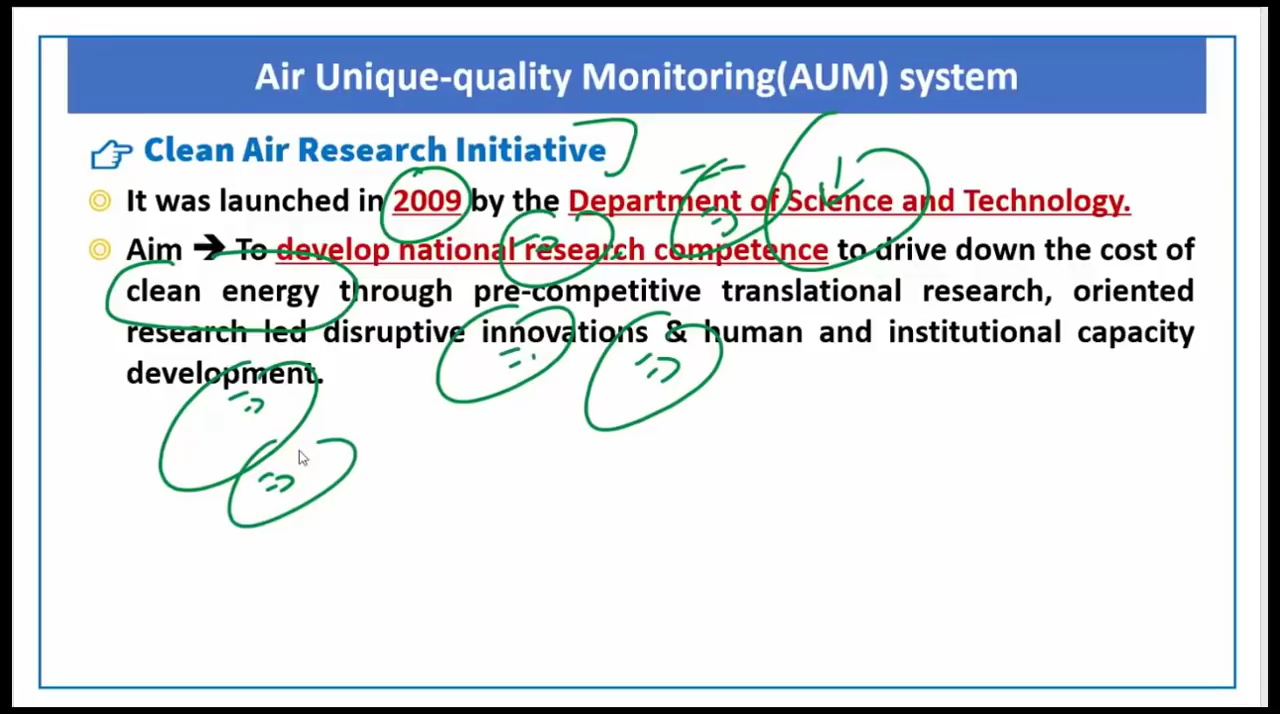 Air Unique-quality Monitoring(AUM) system
Clean Air Research Initiative
It was launched in 2009 by the Department of Science and Technology.
Aim ➔ To develop national research competence to drive down the cost of
clean energy through pre-competitive translational research, oriented
research led disruptive innovations & human and institutional capacity
development.